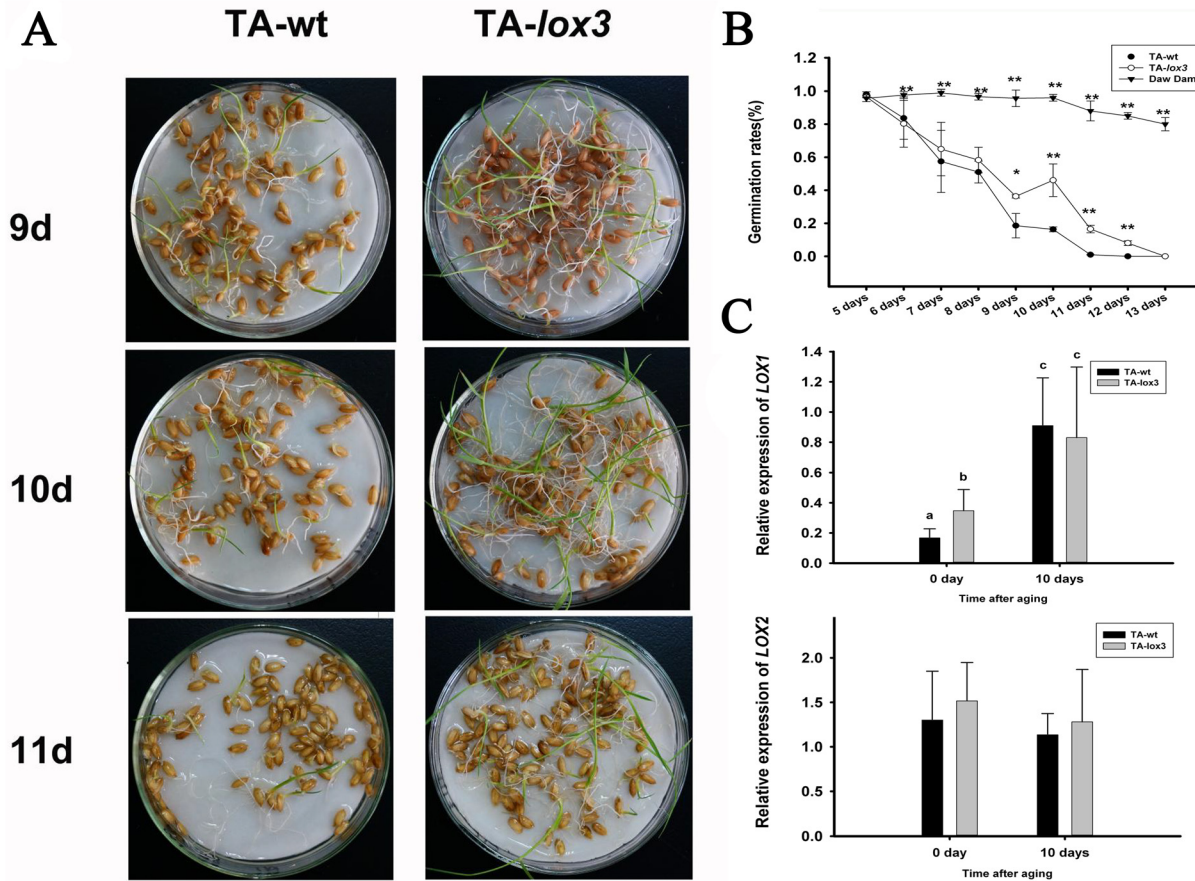 A
TA-wt
TA-lox3
9d
10d
11d
B
Germination rates(%)
1.2
1.0
0.8
0.6
0.4
0.2
0.0
TA-wt
TA-lox3
Daw Dam
**
**
**
**
**
**
**
**
**
*
**
**
**
5 days
6 days
7 days
8 days
9 days
10 days
11 days
12 days
13 days
C
Relative expression of LOX1
1.4
1.2
1.0
0.8
0.6
0.4
0.2
0.0
TA-wt
TA-lox3
a
b
c
c
0 day
10 days
Time after aging
Relative expression of LOX2
2.0
1.5
1.0
0.5
0.0
TA-wt
TA-lox3
0 day
10 days
Time after aging